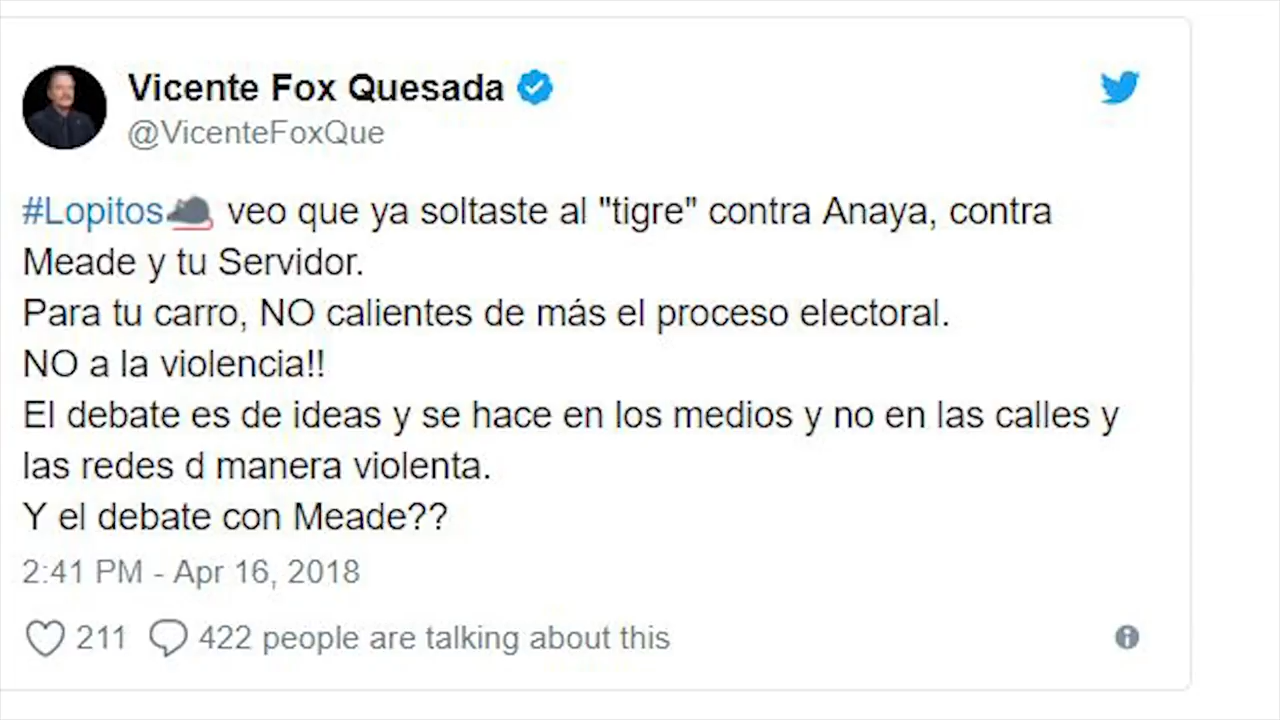 Vicente Fox Quesada
@VicenteFoxQue
#Lopitos🐀 veo que ya soltaste al "tigre" contra Anaya, contra
Meade y tu Servidor.
Para tu carro, NO calientes de más el proceso electoral.
NO a la violencia!!
El debate es de ideas y se hace en los medios y no en las calles y
las redes d manera violenta.
Y el debate con Meade??
2:41 PM - Apr 16, 2018
211 422 people are talking about this